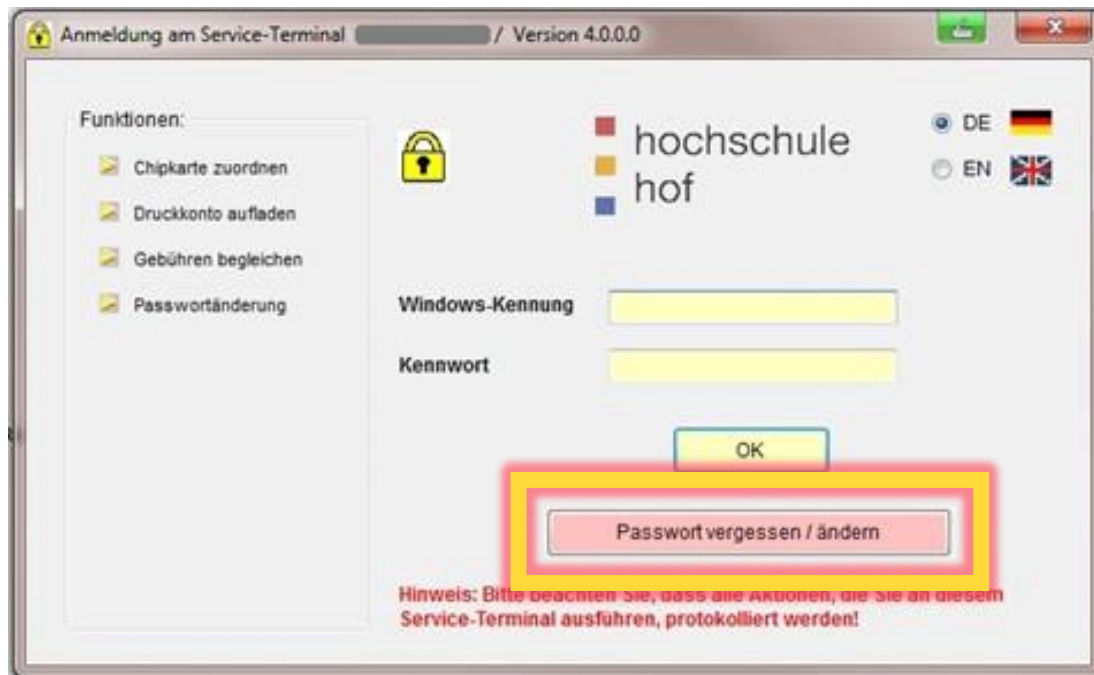 Anmeldung am Service-Terminal / Version 4.0.0.0
Funktionen:
Chipkarte zuordnen
Druckkonto aufladen
Gebühren begleichen
Passwortänderung
hochschule
hof
DE
EN
Windows-Kennung
Kennwort
OK
Passwort vergessen / ändern
Hinweis: Bitte beachten Sie, dass alle Aktionen, die Sie an diesem
Service-Terminal ausführen, protokolliert werden!